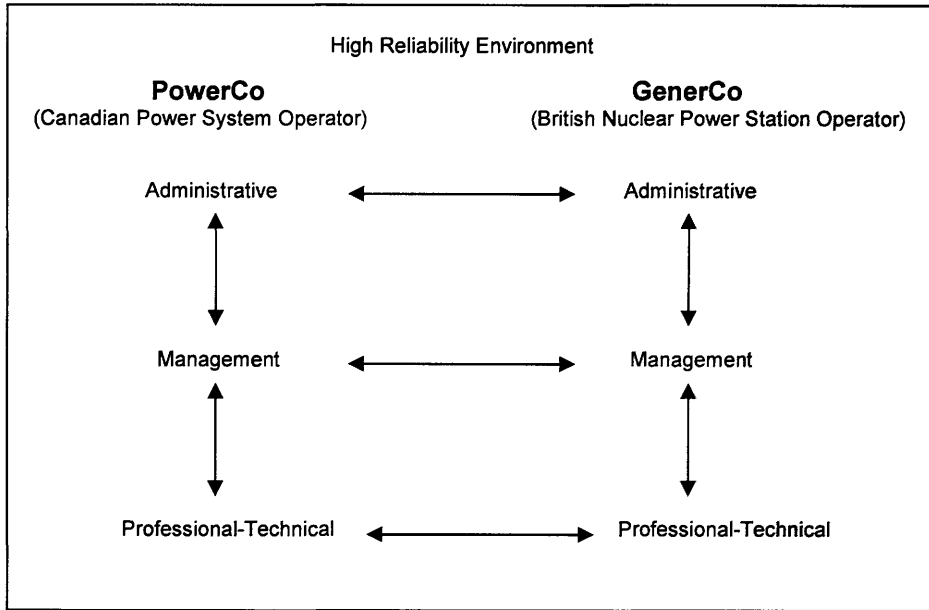 High Reliability Environment
PowerCo
GenerCo
(Canadian Power System Operator)
(British Nuclear Power Station Operator)
Administrative
Administrative
Management
Management
Professional-Technical
Professional-Technical